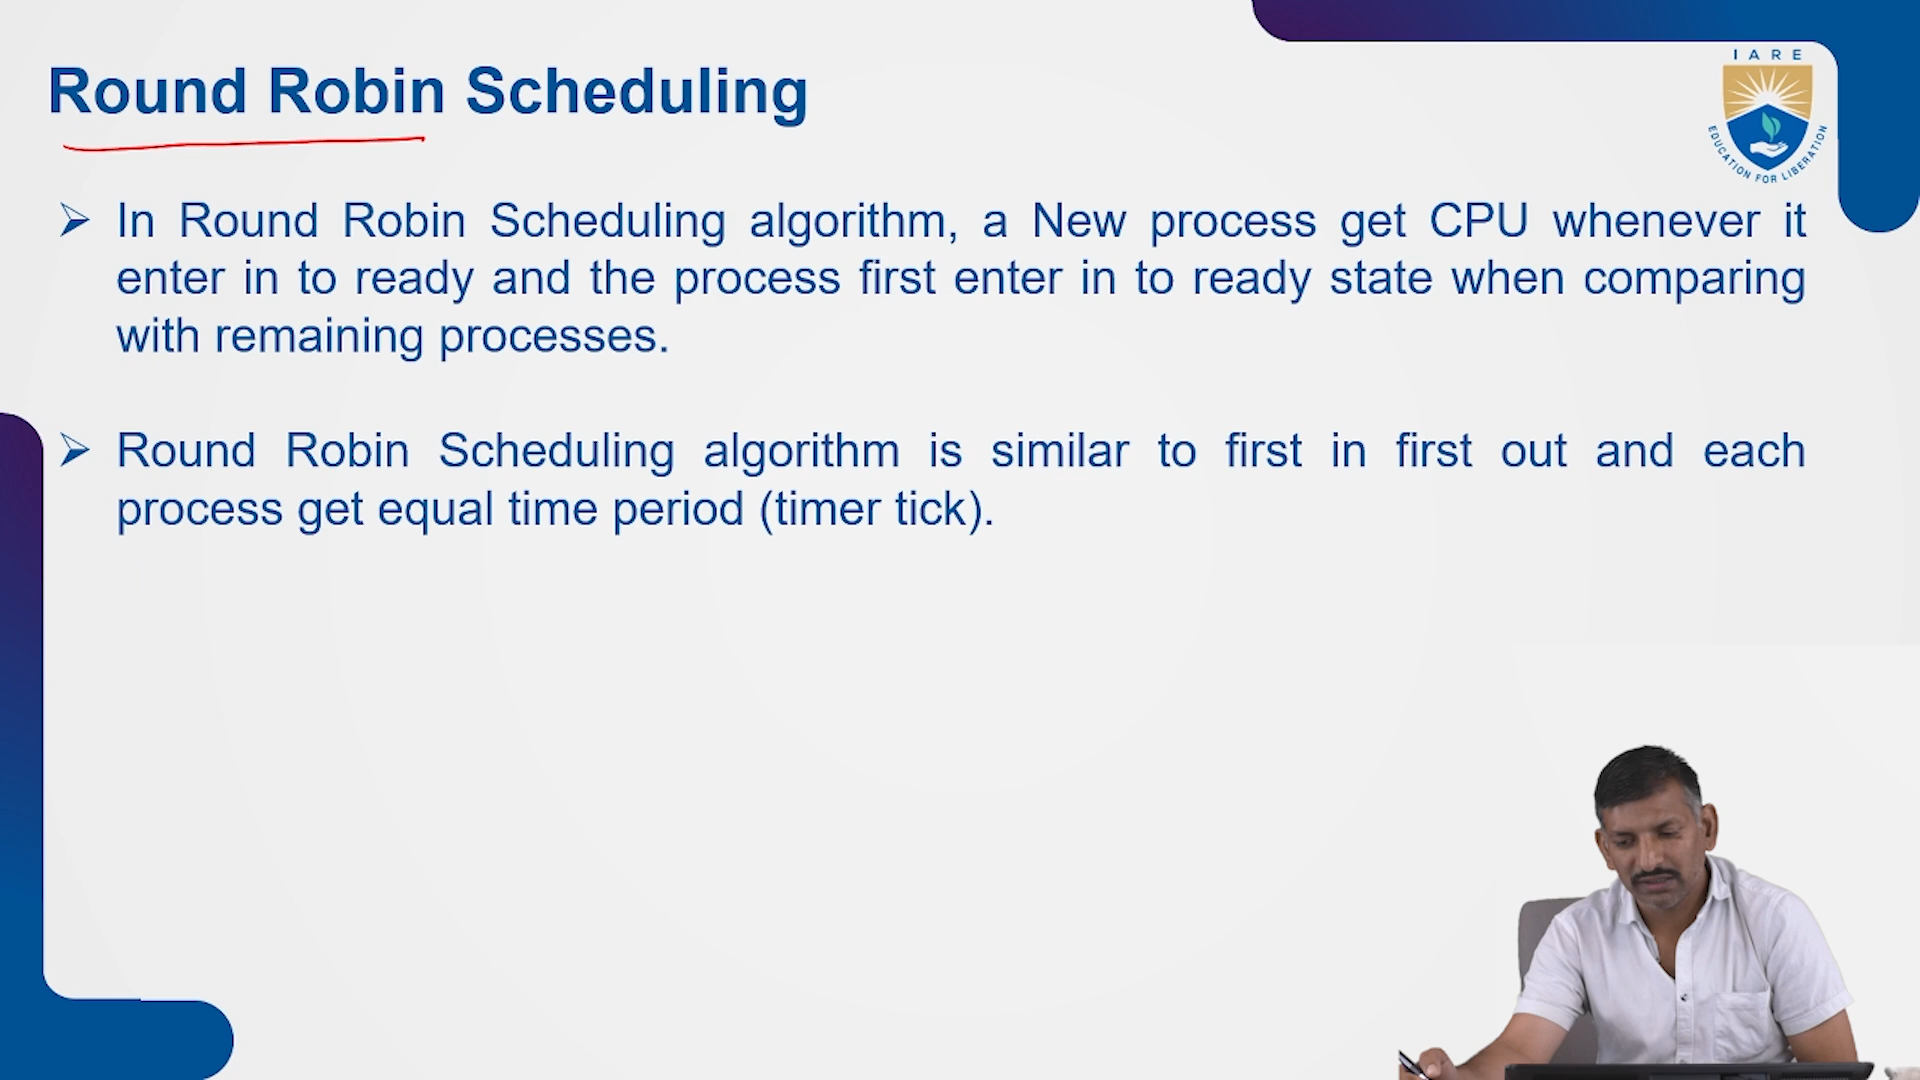 Round Robin Scheduling
IARE
EDUCATION FOR LIBERATION
In Round Robin Scheduling algorithm, a New process get CPU whenever it
enter in to ready and the process first enter in to ready state when comparing
with remaining processes.
Round Robin Scheduling algorithm is similar to first in first out and each
process get equal time period (timer tick).